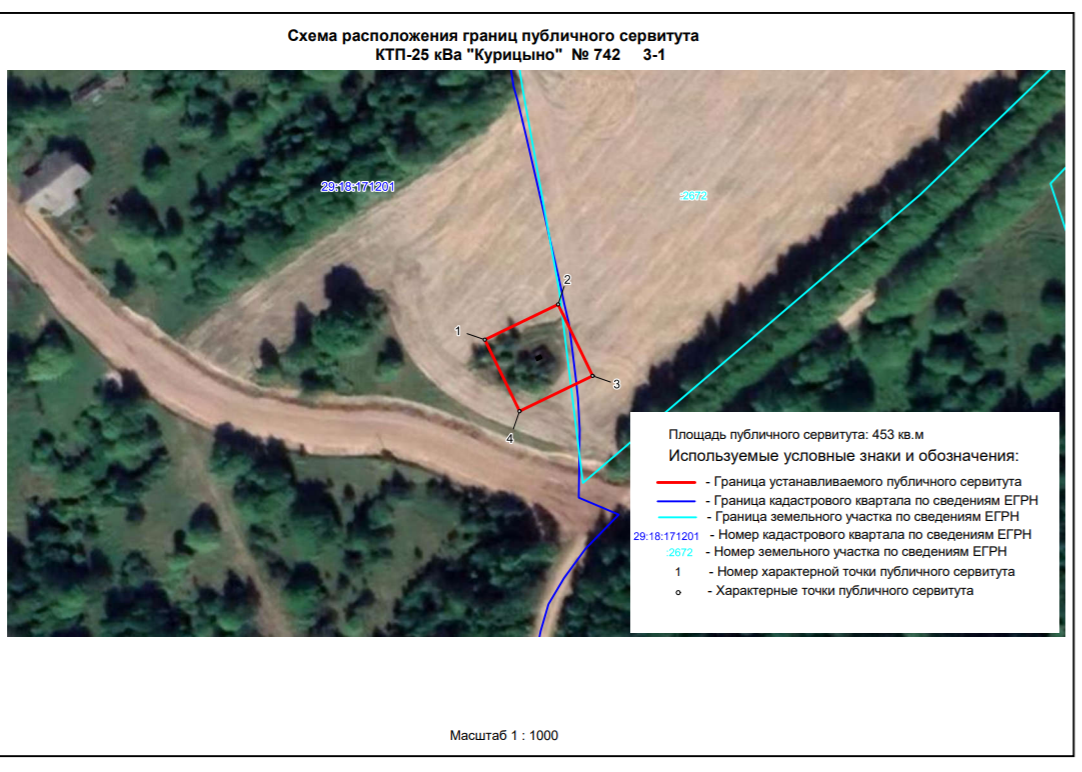 Схема расположения границ публичного сервитута
КТП-25 кВа "Курицыно" № 742 3-1
29:18:171201
:2672
2
1
3
4
Площадь публичного сервитута: 453 кв.м
Используемые условные знаки и обозначения:
- Граница устанавливаемого публичного сервитута
- Граница кадастрового квартала по сведениям ЕГРН
- Граница земельного участка по сведениям ЕГРН
29:18:171201 - Номер кадастрового квартала по сведениям ЕГРН
:2672 - Номер земельного участка по сведениям ЕГРН
1 - Номер характерной точки публичного сервитута
- Характерные точки публичного сервитута
Масштаб 1 : 1000